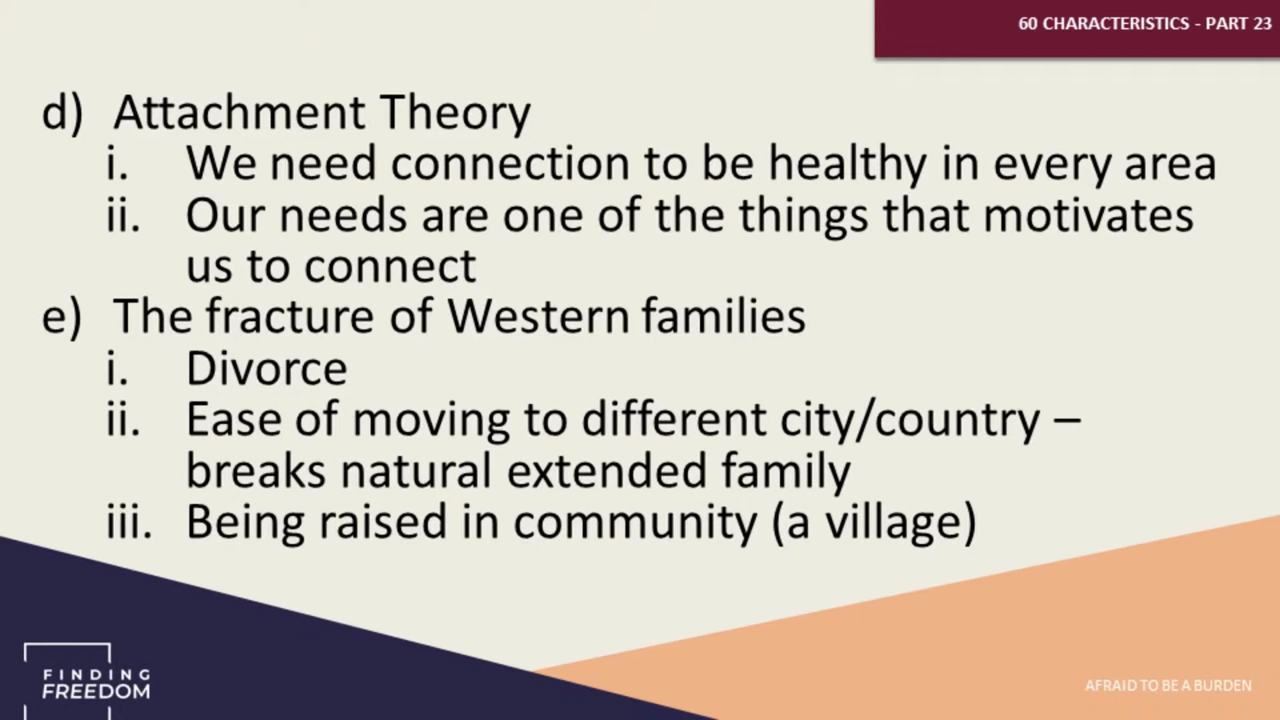 60 CHARACTERISTICS - PART 23
d) Attachment Theory
i. We need connection to be healthy in every area
ii. Our needs are one of the things that motivates
us to connect
e) The fracture of Western families
i. Divorce
ii. Ease of moving to different city/country –
breaks natural extended family
iii. Being raised in community (a village)
FINDING
FREEDOM
AFRAID TO BE A BURDEN